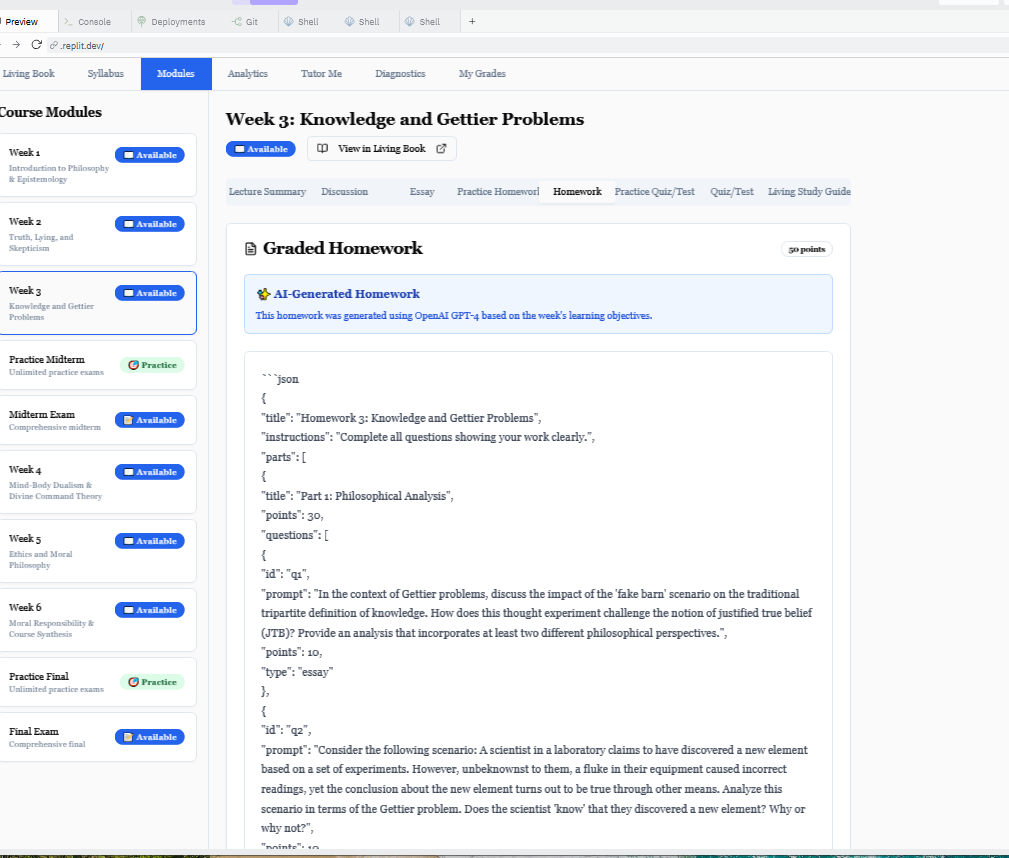 Preview
Console
Deployments
Git
Shell
Shell
Shell
+
.replit.dev/
Living Book
Syllabus
Modules
Analytics
Tutor Me
Diagnostics
My Grades
Course Modules
Week 1
Available
Introduction to Philosophy
& Epistemology
Week 2
Available
Truth, Lying, and
Skepticism
Week 3
Available
Knowledge and Gettier
Problems
Practice Midterm
Practice
Unlimited practice exams
Midterm Exam
Available
Comprehensive midterm
Week 4
Available
Mind-Body Dualism &
Divine Command Theory
Week 5
Available
Ethics and Moral
Philosophy
Week 6
Available
Moral Responsibility &
Course Synthesis
Practice Final
Practice
Unlimited practice exams
Final Exam
Available
Comprehensive final
Week 3: Knowledge and Gettier Problems
Available
View in Living Book
Lecture Summary
Discussion
Essay
Practice Homework
Homework
Practice Quiz/Test
Quiz/Test
Living Study Guide
Graded Homework
50 points
AI-Generated Homework
This homework was generated using OpenAI GPT-4 based on the week's learning objectives.
```json
{
"title": "Homework 3: Knowledge and Gettier Problems",
"instructions": "Complete all questions showing your work clearly.",
"parts": [
{
"title": "Part 1: Philosophical Analysis",
"points": 30,
"questions": [
{
"id": "q1",
"prompt": "In the context of Gettier problems, discuss the impact of the 'fake barn' scenario on the traditional
tripartite definition of knowledge. How does this thought experiment challenge the notion of justified true belief
(JTB)? Provide an analysis that incorporates at least two different philosophical perspectives.",
"points": 10,
"type": "essay"
},
{
"id": "q2",
"prompt": "Consider the following scenario: A scientist in a laboratory claims to have discovered a new element
based on a set of experiments. However, unbeknownst to them, a fluke in their equipment caused incorrect
readings, yet the conclusion about the new element turns out to be true through other means. Analyze this
scenario in terms of the Gettier problem. Does the scientist 'know' that they discovered a new element? Why or
why not?",
"points": 10